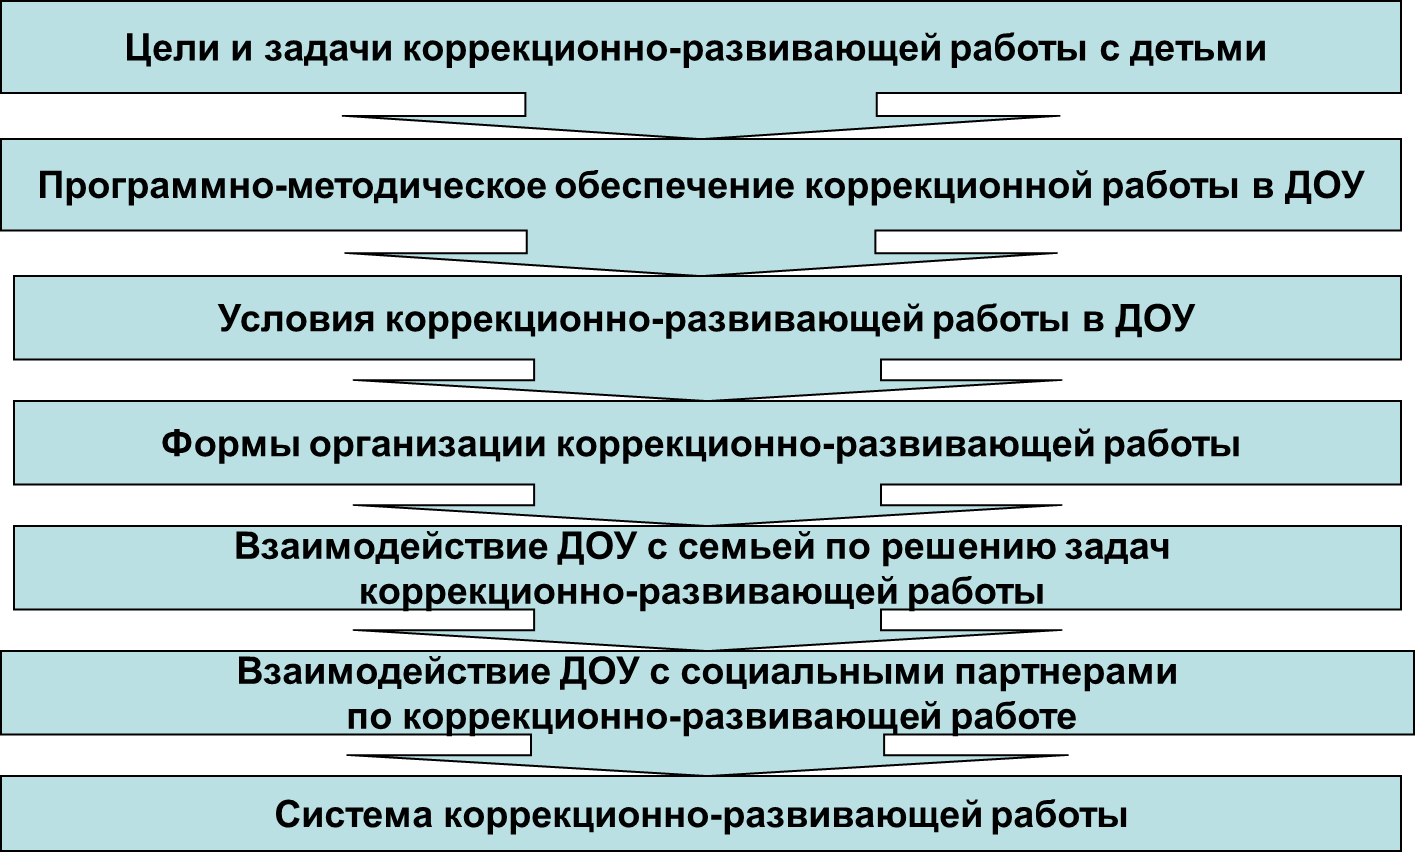 Цели и задачи коррекционно-развивающей работы с детьми
Программно-методическое обеспечение коррекционной работы в ДОУ
Условия коррекционно-развивающей работы в ДОУ
Формы организации коррекционно-развивающей работы
Взаимодействие ДОУ с семьей по решению задач
коррекционно-развивающей работы
Взаимодействие ДОУ с социальными партнерами
по коррекционно-развивающей работе
Система коррекционно-развивающей работы